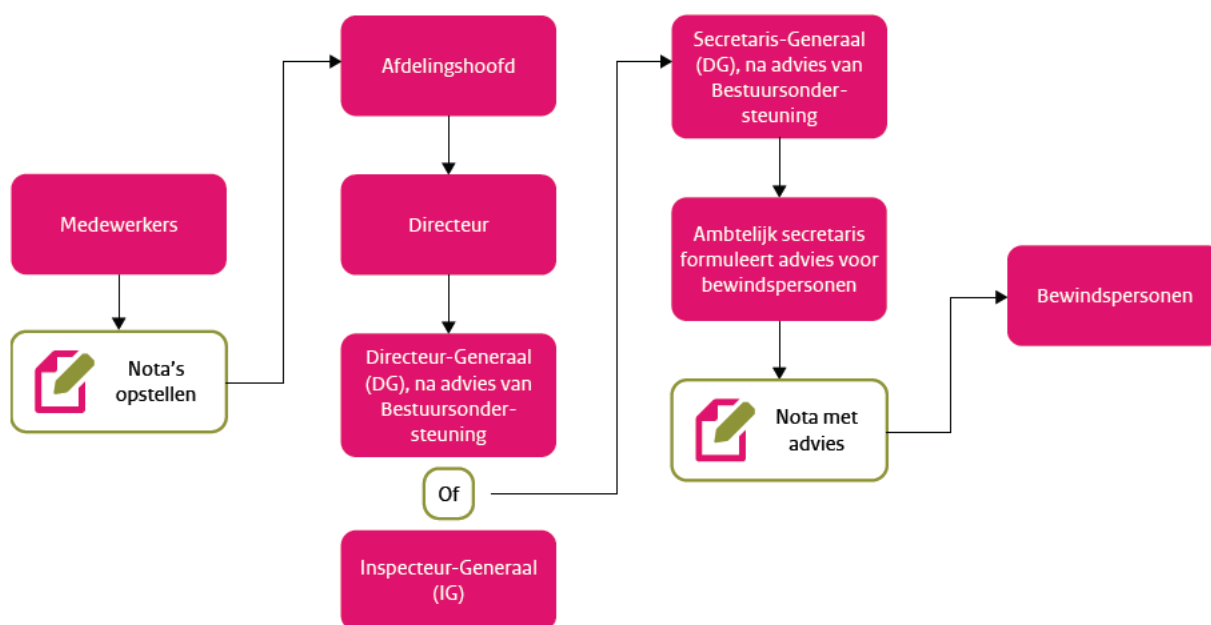 Medewerkers
Nota's
opstellen
Afdelingshoofd
Directeur
Directeur-Generaal
(DG), na advies van
Bestuursonder-
steuning
Of
Inspecteur-Generaal
(IG)
Secretaris-Generaal
(DG), na advies van
Bestuursonder-
steuning
Ambtelijk secretaris
formuleert advies voor
bewindspersonen
Nota met
advies
Bewindspersonen